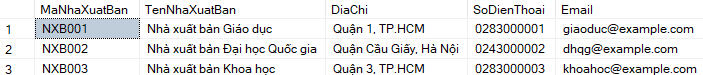 MaNhaXuatBan TenNhaXuatBan DiaChi SoDienThoai Email
1 NXB001 Nhà xuất bản Giáo dục Quận 1, TP.HCM 0283000001 giaoduc@example.com
2 NXB002 Nhà xuất bản Đại học Quốc gia Quận Cầu Giấy, Hà Nội 0243000002 dhqg@example.com
3 NXB003 Nhà xuất bản Khoa học Quận 3, TP.HCM 0283000003 khoahoc@example.com